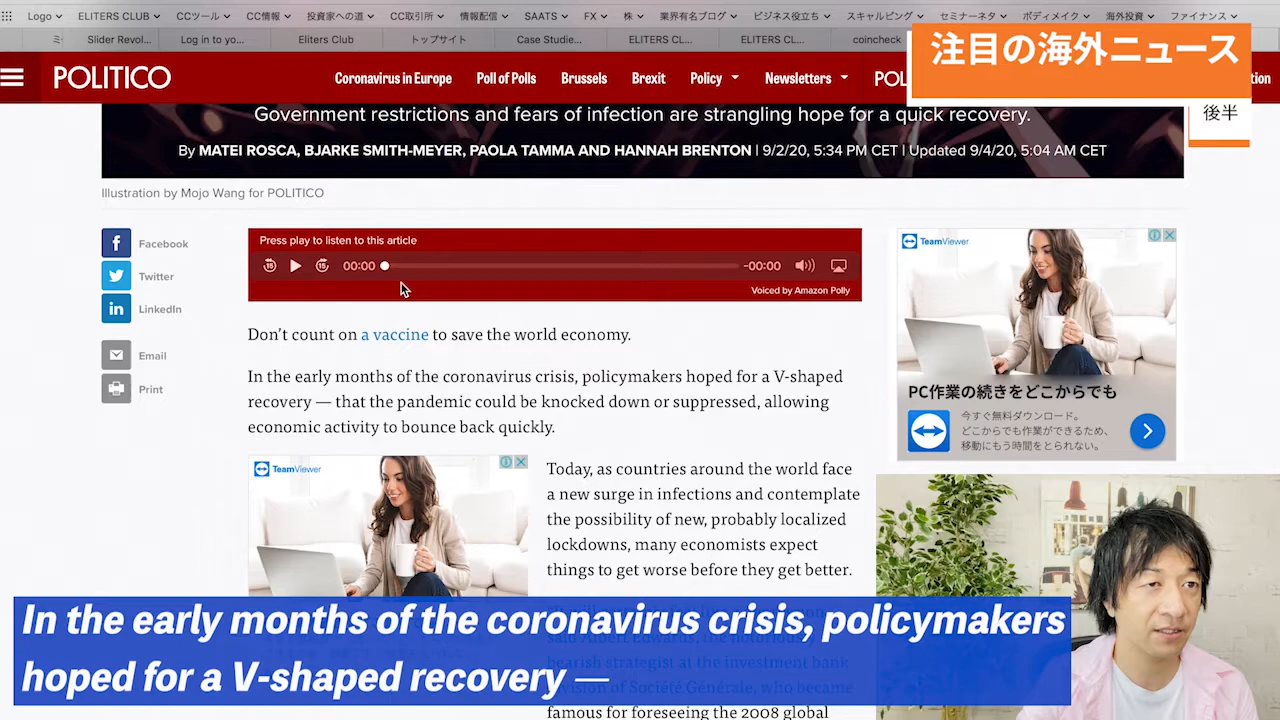 Logo ELITERS CLUB CCツール CC情報 投資家への道 CC取引所 情報配信 SAATS FX 株 業界有名ブログ ビジネス役立ち スキャルピング セミナーネタ ボディメイク 海外投資 ファイナンス
Slider Revol... Log in to yo... Eliters Club トップサイト Case Studie... ELITERS CL... ELITERS CL... coincheck
注目の海外ニュース
後半
POLITICO Coronavirus in Europe Poll of Polls Brussels Brexit Policy Newsletters POL
Government restrictions and fears of infection are strangling hope for a quick recovery.
By MATEI ROSCA, BJARKE SMITH-MEYER, PAOLA TAMMA AND HANNAH BRENTON | 9/2/20, 5:34 PM CET | Updated 9/4/20, 5:04 AM CET
Illustration by Mojo Wang for POLITICO
Facebook
Twitter
LinkedIn
Email
Print
Press play to listen to this article
15 15 00:00 -00:00
Voiced by Amazon Polly
Don't count on a vaccine to save the world economy.
In the early months of the coronavirus crisis, policymakers hoped for a V-shaped
recovery — that the pandemic could be knocked down or suppressed, allowing
economic activity to bounce back quickly.
TeamViewer
Today, as countries around the world face
a new surge in infections and contemplate
the possibility of new, probably localized
lockdowns, many economists expect
things to get worse before they get better.
said Albert Edwards, the notorious
bearish strategist at the investment bank
division of Société Générale, who became
famous for foreseeing the 2008 global
TeamViewer
PC作業の続きをどこからでも
今すぐ無料ダウンロード。
どこからでも作業ができるため、
移動にもう時間をとられない。
In the early months of the coronavirus crisis, policymakers
hoped for a V-shaped recovery —